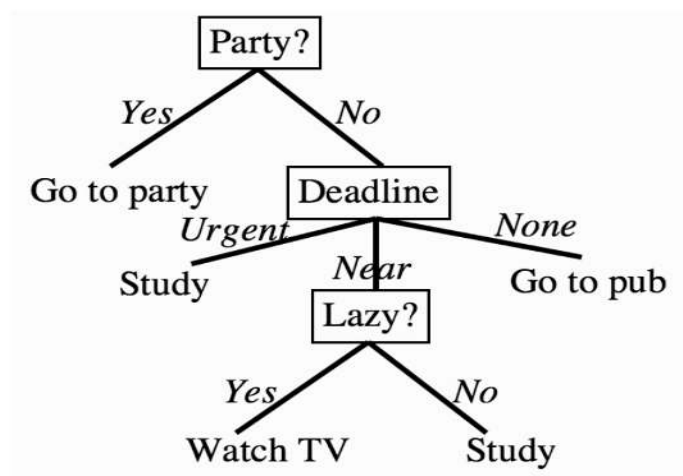 Party?
Yes
No
Go to party
Deadline
Urgent
Near
None
Study
Go to pub
Lazy?
Yes
No
Watch TV
Study